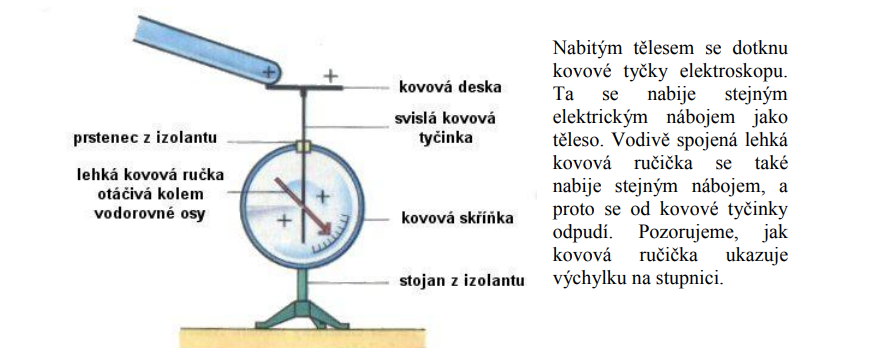 kovová deska
svislá kovová
tyčinka
prstenec z izolantu
lehká kovová ručka
otáčivá kolem
vodorovné osy
kovová skříňka
stojan z izolantu
+
+
+
+
Nabitým tělesem se dotknu
kovové tyčky elektroskopu.
Ta se nabije stejným
elektrickým nábojem jako
těleso. Vodivě spojená lehká
kovová ručička se také
nabije stejným nábojem, a
proto se od kovové tyčinky
odpudí. Pozorujeme, jak
kovová ručička ukazuje
výchylku na stupnici.